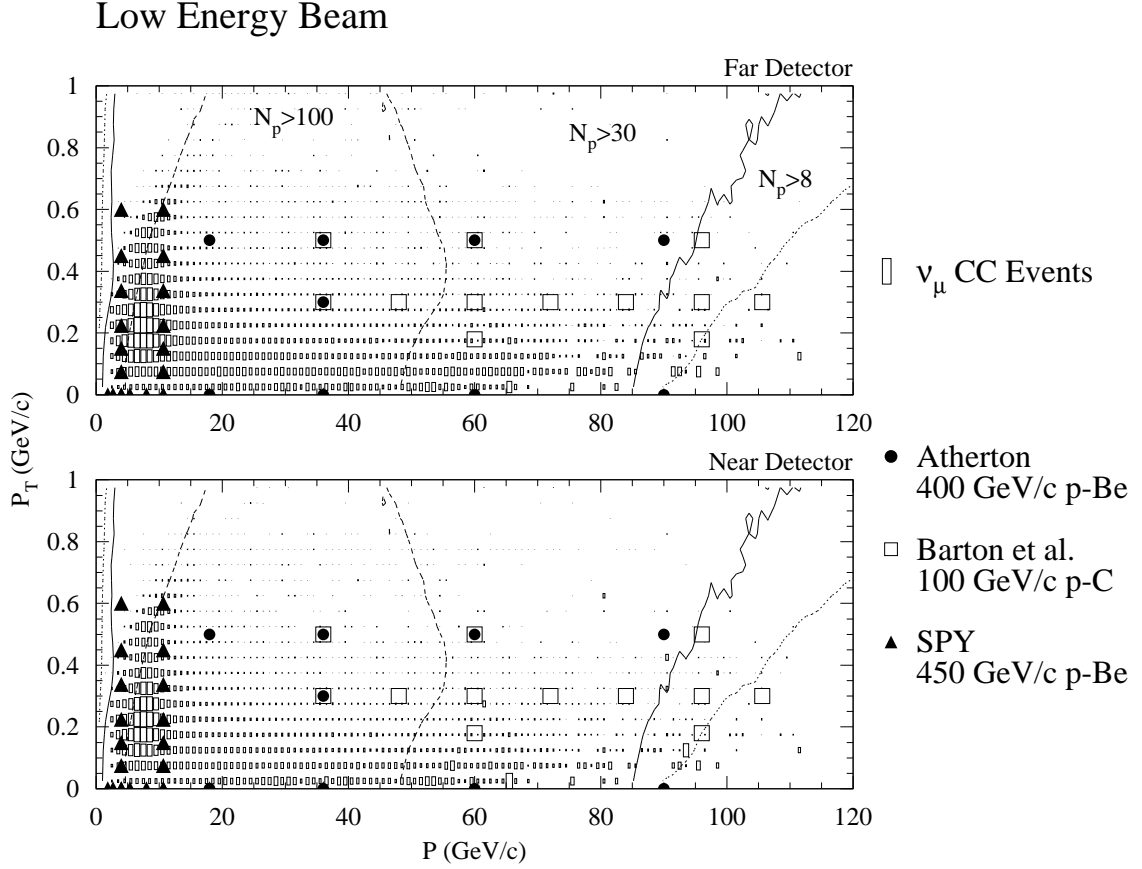 Low Energy Beam
Far Detector
1
0.8
0.6
0.4
0.2
0
N_p>100
N_p>30
N_p>8
0 20 40 60 80 100 120
ν_μ CC Events
P_T (GeV/c)
Near Detector
1
0.8
0.6
0.4
0.2
0
0 20 40 60 80 100 120
P (GeV/c)
Atherton
400 GeV/c p-Be
Barton et al.
100 GeV/c p-C
SPY
450 GeV/c p-Be